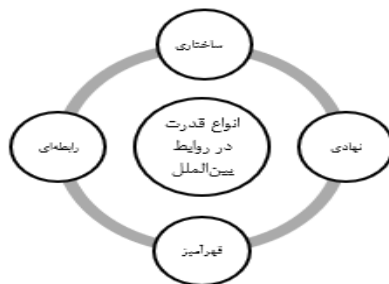 ساختاری
انواع قدرت
در روابط
بین‌الملل
نهادی
رابطه‌ای
قهرآمیز